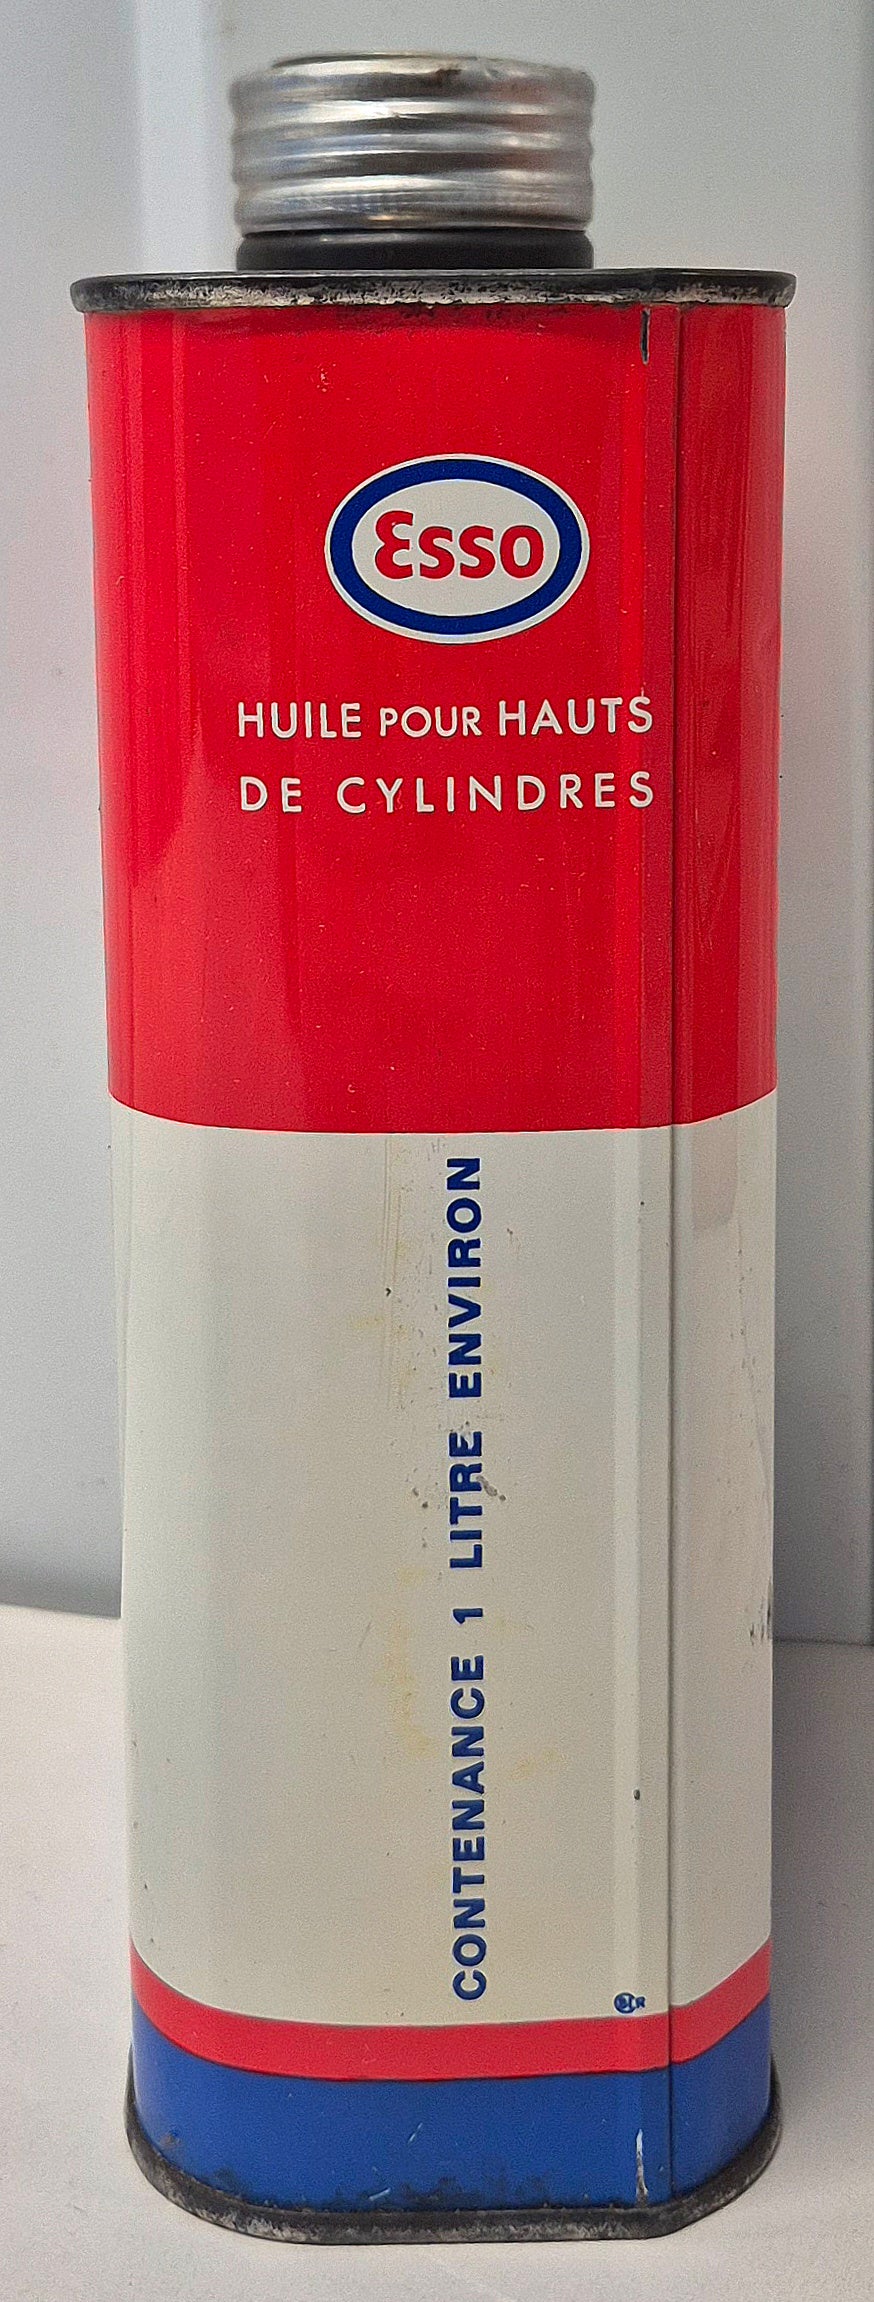 Esso
HUILE POUR HAUTS
DE CYLINDRES
CONTENANCE 1 LITRE ENVIRON